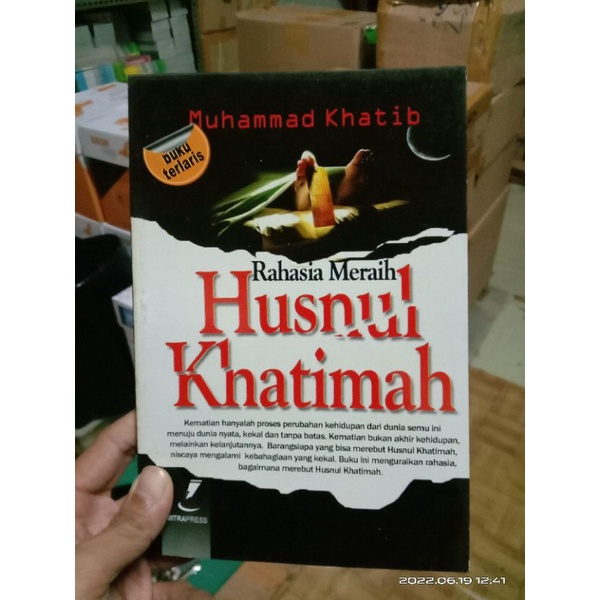 Muhammad Khatib
buku
terlaris
Rahasia Meraih
Husnul
Khatimah
Kematian hanyalah proses perubahan kehidupan dari dunia semu ini
menuju dunia nyata, kekal dan tanpa batas. Kematian bukan akhir kehidupan,
melainkan kelanjutannya. Barangsiapa yang bisa merebut Husnul Khatimah,
niscaya mengalami kebahagiaan yang kekal. Buku ini menguraikan rahasia,
bagaimana merebut Husnul Khatimah.
MITRAPRESS
2022.06.19 12:41